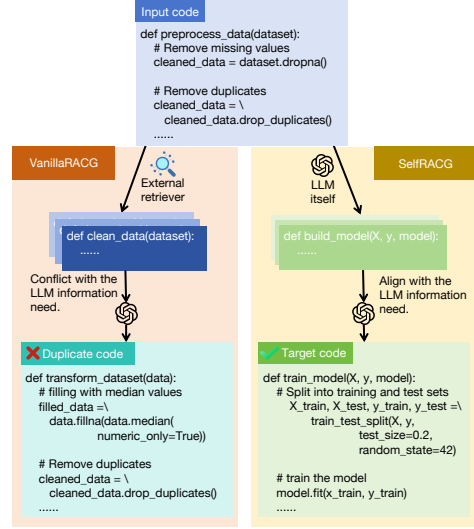 Input code
def preprocess_data(dataset):
# Remove missing values
cleaned_data = dataset.dropna()
# Remove duplicates
cleaned_data = \
cleaned_data.drop_duplicates()
......
VanillaRACG
External
retriever
def clean_data(dataset):
......
Conflict with the
LLM information
need.
Duplicate code
def transform_dataset(data):
# filling with median values
filled_data =\
data.fillna(data.median(
numeric_only=True))
# Remove duplicates
cleaned_data = \
cleaned_data.drop_duplicates()
......
SelfRACG
LLM
itself
def build_model(X, y, model):
......
Align with the
LLM information
need.
Target code
def train_model(X, y, model):
# Split into training and test sets
X_train, X_test, y_train, y_test =\
train_test_split(X, y,
test_size=0.2,
random_state=42)
# train the model
model.fit(x_train, y_train)
......